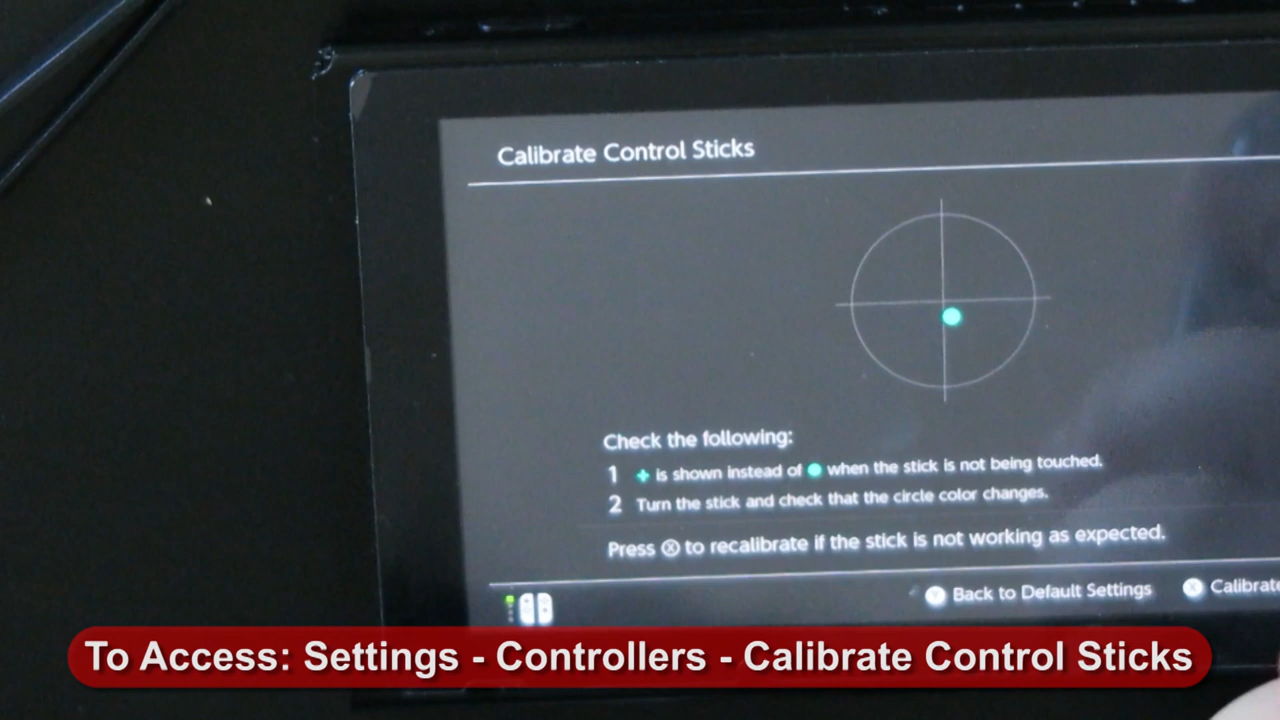 Calibrate Control Sticks
Check the following:
1 is shown instead of when the stick is not being touched.
2 Turn the stick and check that the circle color changes.
Press Ⓧ to recalibrate if the stick is not working as expected.
Ⓨ Back to Default Settings Ⓧ Calibrate
To Access: Settings - Controllers - Calibrate Control Sticks